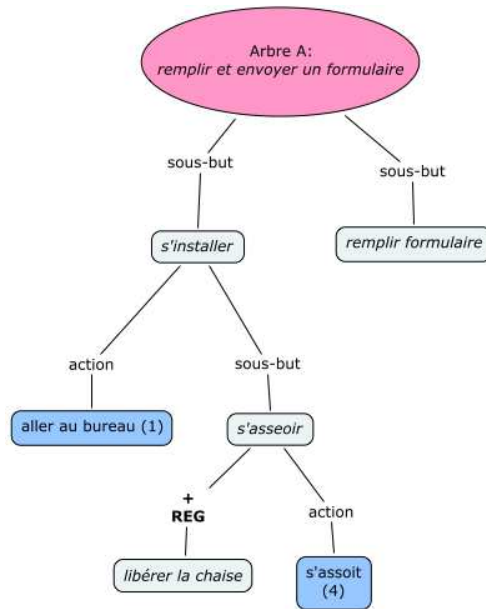 Arbre A:
remplir et envoyer un formulaire
sous-but
sous-but
s'installer
remplir formulaire
action
sous-but
aller au bureau (1)
s'asseoir
+
REG
action
libérer la chaise
s'assoit
(4)